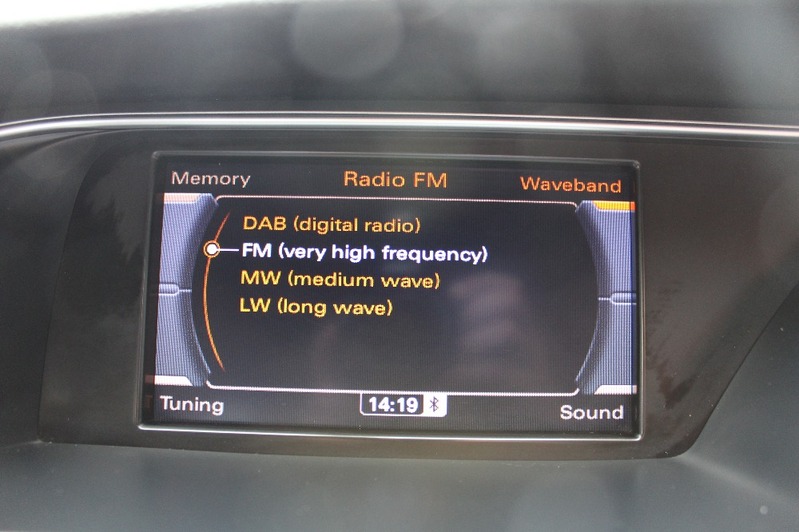 Memory Radio FM Waveband
DAB (digital radio)
FM (very high frequency)
MW (medium wave)
LW (long wave)
Tuning 14:19 Sound